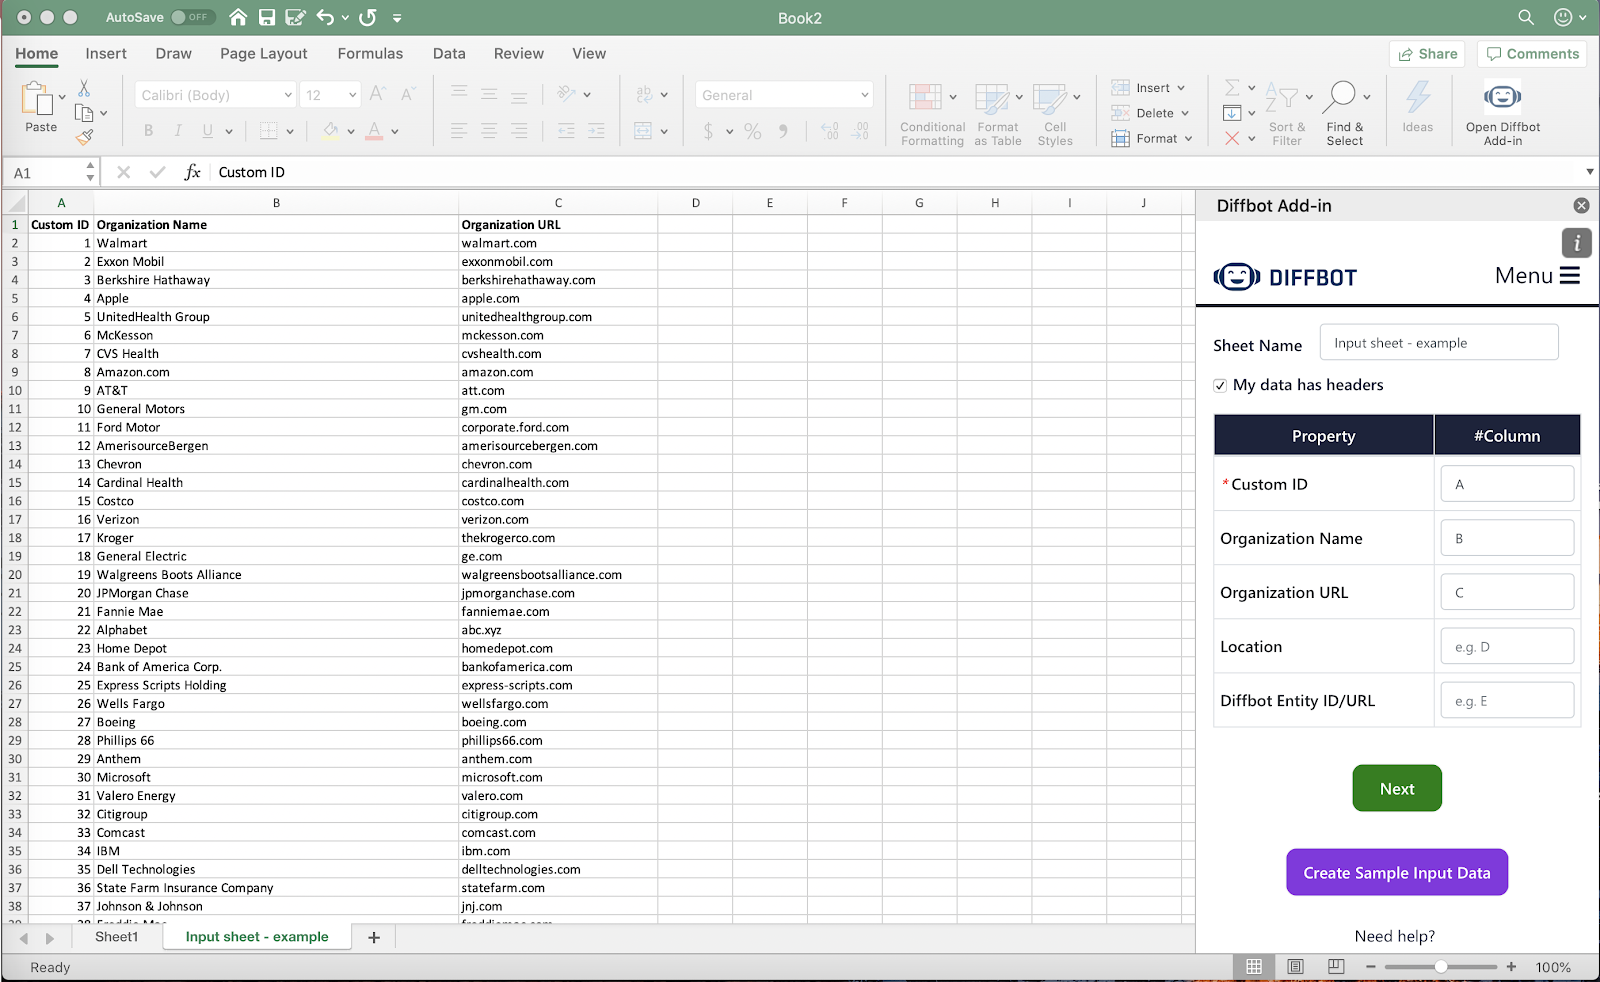 AutoSave OFF
Book2
Home Insert Draw Page Layout Formulas Data Review View
Share Comments
Paste
Calibri (Body) 12 A A
B I U A
ab
General
$ % 9
Conditional Formatting
Format as Table
Cell Styles
Insert
Delete
Format
Sort & Filter
Find & Select
Ideas
Open Diffbot Add-in
A1 fx Custom ID
A B C D E F G H I J
1 Custom ID Organization Name Organization URL
2 1 Walmart walmart.com
3 2 Exxon Mobil exxonmobil.com
4 3 Berkshire Hathaway berkshirehathaway.com
5 4 Apple apple.com
6 5 UnitedHealth Group unitedhealthgroup.com
7 6 McKesson mckesson.com
8 7 CVS Health cvshealth.com
9 8 Amazon.com amazon.com
10 9 AT&T att.com
11 10 General Motors gm.com
12 11 Ford Motor corporate.ford.com
13 12 AmerisourceBergen amerisourcebergen.com
14 13 Chevron chevron.com
15 14 Cardinal Health cardinalhealth.com
16 15 Costco costco.com
17 16 Verizon verizon.com
18 17 Kroger thekrogerco.com
19 18 General Electric ge.com
20 19 Walgreens Boots Alliance walgreensbootsalliance.com
21 20 JPMorgan Chase jpmorganchase.com
22 21 Fannie Mae fanniemae.com
23 22 Alphabet abc.xyz
24 23 Home Depot homedepot.com
25 24 Bank of America Corp. bankofamerica.com
26 25 Express Scripts Holding express-scripts.com
27 26 Wells Fargo wellsfargo.com
28 27 Boeing boeing.com
29 28 Phillips 66 phillips66.com
30 29 Anthem anthem.com
31 30 Microsoft microsoft.com
32 31 Valero Energy valero.com
33 32 Citigroup citigroup.com
34 33 Comcast comcast.com
35 34 IBM ibm.com
36 35 Dell Technologies delltechnologies.com
37 36 State Farm Insurance Company statefarm.com
38 37 Johnson & Johnson jnj.com
Sheet1 Input sheet - example +
Ready
100%
Diffbot Add-in
i
DIFFBOT
Menu
Sheet Name Input sheet - example
My data has headers
Property #Column
*Custom ID A
Organization Name B
Organization URL C
Location e.g. D
Diffbot Entity ID/URL e.g. E
Next
Create Sample Input Data
Need help?